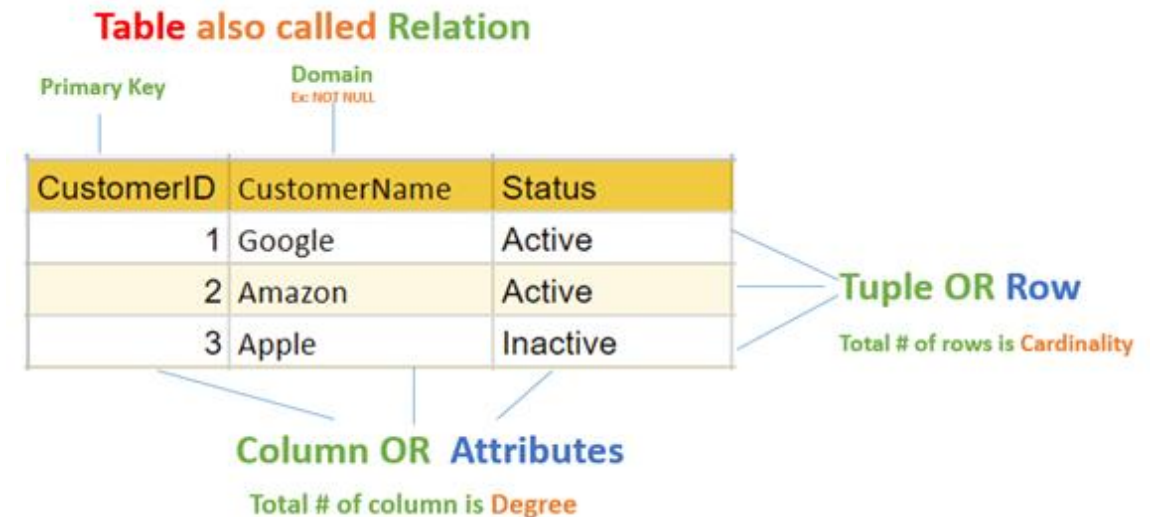 Table also called Relation
Primary Key
Domain
Ex: NOT NULL
CustomerID CustomerName Status
1 Google Active
2 Amazon Active
3 Apple Inactive
Tuple OR Row
Total # of rows is Cardinality
Column OR Attributes
Total # of column is Degree